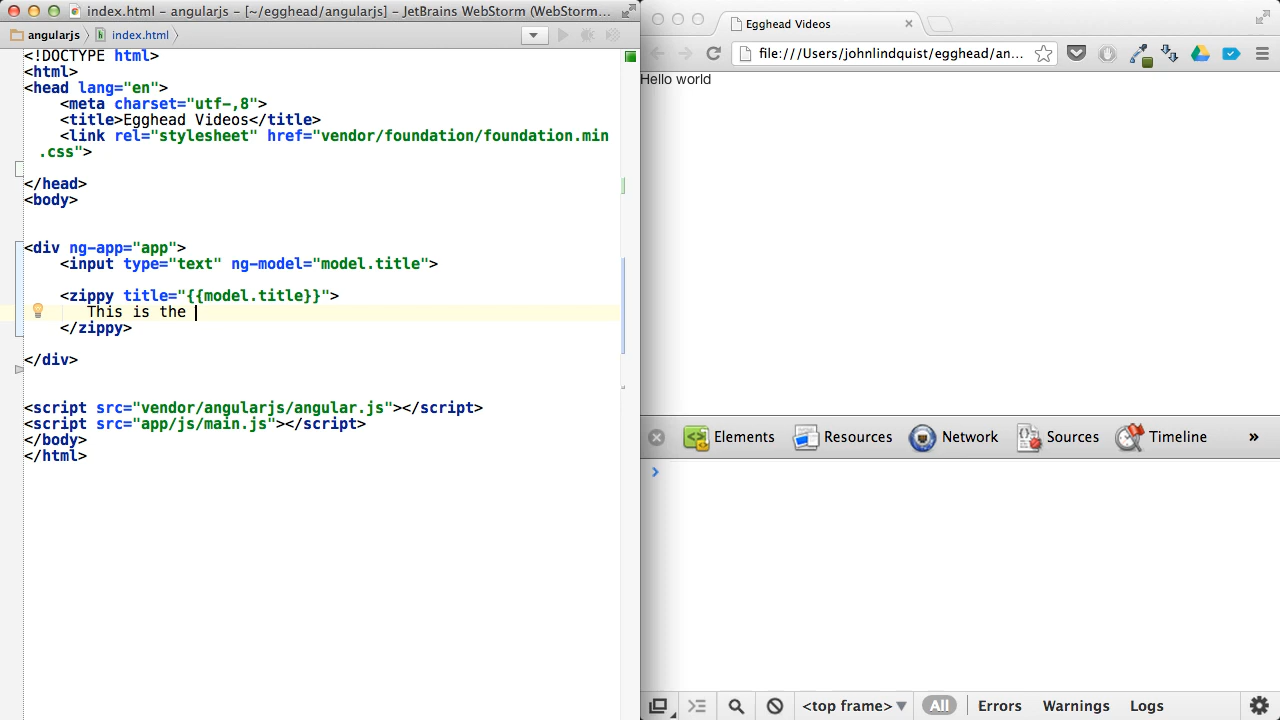 index.html – angularjs – [~/egghead/angularjs] – JetBrains WebStorm (WebStorm...
angularjs
index.html
<!DOCTYPE html>
<html>
<head lang="en">
<meta charset="utf-,8">
<title>Egghead Videos</title>
<link rel="stylesheet" href="vendor/foundation/foundation.min
.css">
</head>
<body>
<div ng-app="app">
<input type="text" ng-model="model.title">
<zippy title="{{model.title}}">
This is the
</zippy>
</div>
<script src="vendor/angularjs/angular.js"></script>
<script src="app/js/main.js"></script>
</body>
</html>
Egghead Videos
file:///Users/johnlindquist/egghead/an...
Hello world
Elements
Resources
Network
Sources
Timeline
»
<top frame>
All
Errors
Warnings
Logs